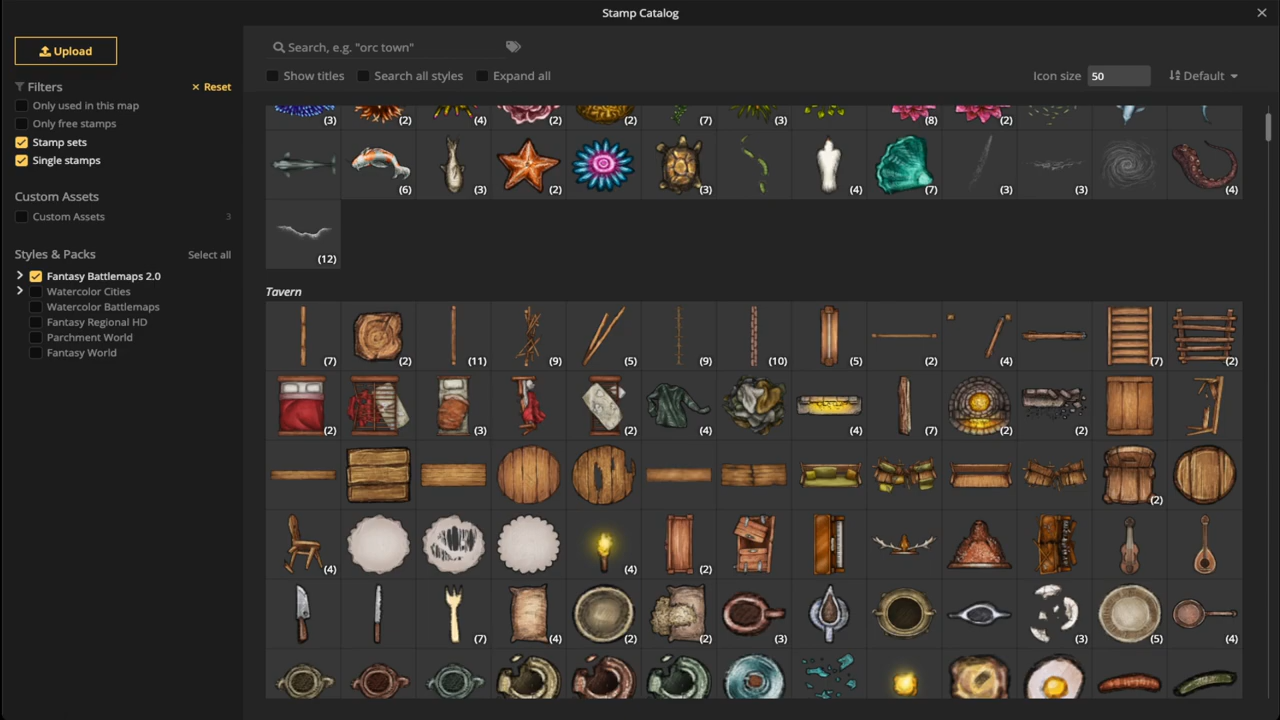 Stamp Catalog
Upload
Search, e.g. "orc town"
Show titles Search all styles Expand all Icon size 50 Default
Filters × Reset
Only used in this map
Only free stamps
Stamp sets
Single stamps
Custom Assets
Custom Assets 3
Styles & Packs Select all
Fantasy Battlemaps 2.0
Watercolor Cities
Watercolor Battlemaps
Fantasy Regional HD
Parchment World
Fantasy World
(3) (2) (4) (2) (2) (7) (3) (8) (2)
(6) (3) (2) (3) (4) (7) (3) (3) (4)
(12)
Tavern
(7) (2) (11) (9) (5) (9) (10) (5) (2) (4) (7) (2)
(2) (3) (2) (4) (4) (7) (2) (2)
(2)
(4) (4) (2)
(7) (4) (2) (2) (3) (3) (5) (4)